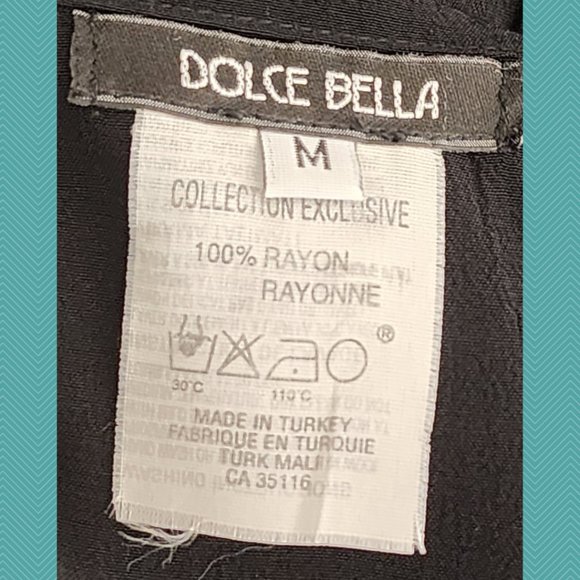 DOLCE BELLA
M
COLLECTION EXCLUSIVE
100% RAYON
RAYONNE
®
30°C 110°C
MADE IN TURKEY
FABRIQUE EN TURQUIE
TURK MALI
CA 35116